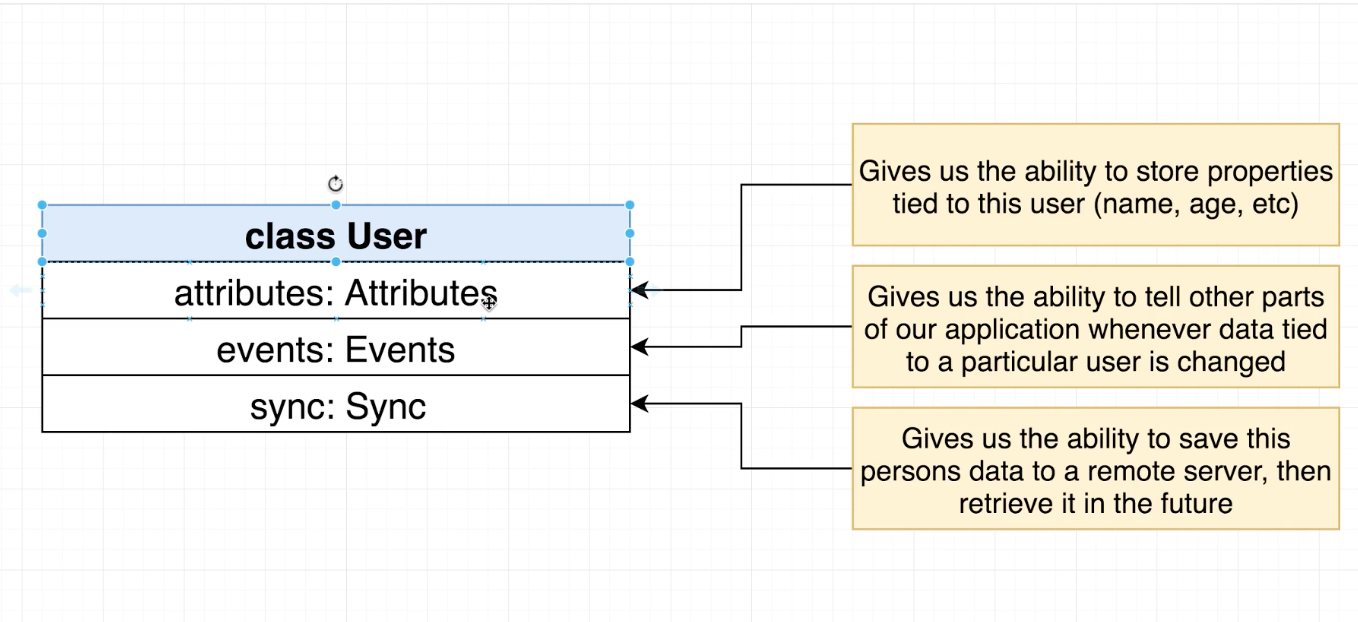 class User
attributes: Attributes
events: Events
sync: Sync
Gives us the ability to store properties
tied to this user (name, age, etc)
Gives us the ability to tell other parts
of our application whenever data tied
to a particular user is changed
Gives us the ability to save this
persons data to a remote server, then
retrieve it in the future